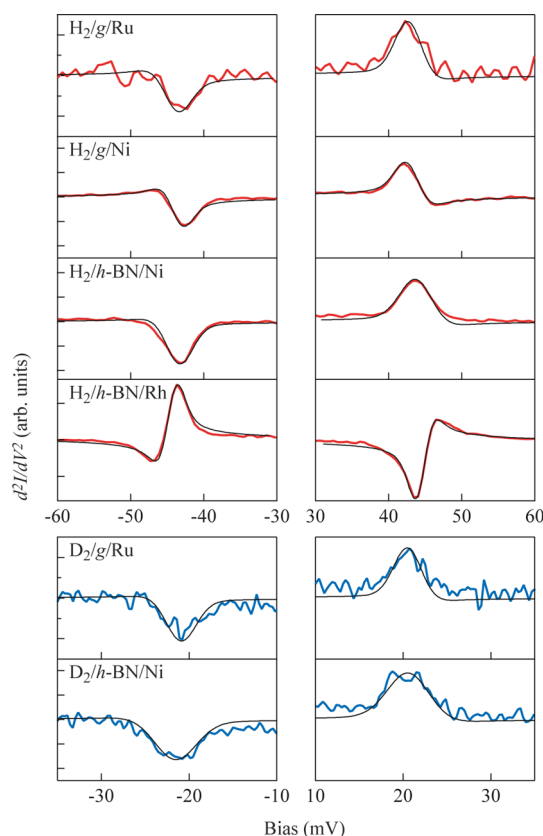 H₂/g/Ru
H₂/g/Ni
H₂/h-BN/Ni
H₂/h-BN/Rh
d²I/dV² (arb. units)
-60 -50 -40 -30 30 40 50 60
D₂/g/Ru
D₂/h-BN/Ni
-30 -20 -10 10 20 30
Bias (mV)